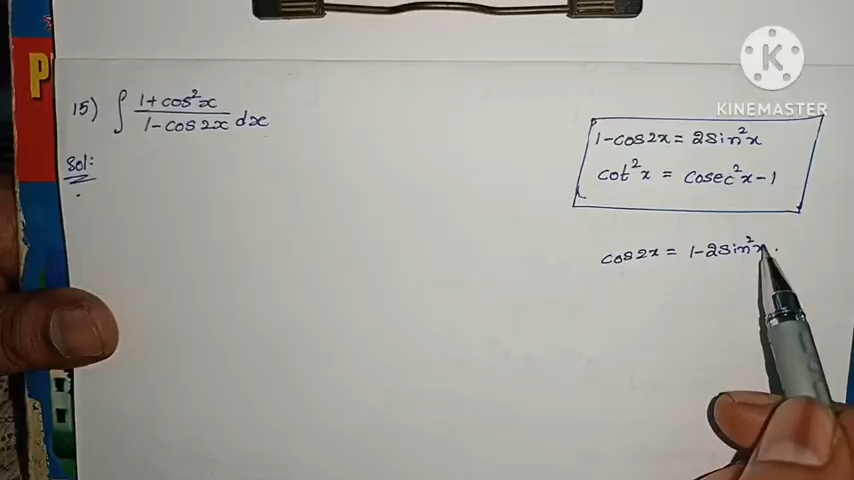 P
K
KINEMASTER
15) ∫ 1+cos²x / 1-cos2x dx
Sol:
1-cos2x = 2sin²x
cot²x = cosec²x-1
cos2x = 1-2sin²x